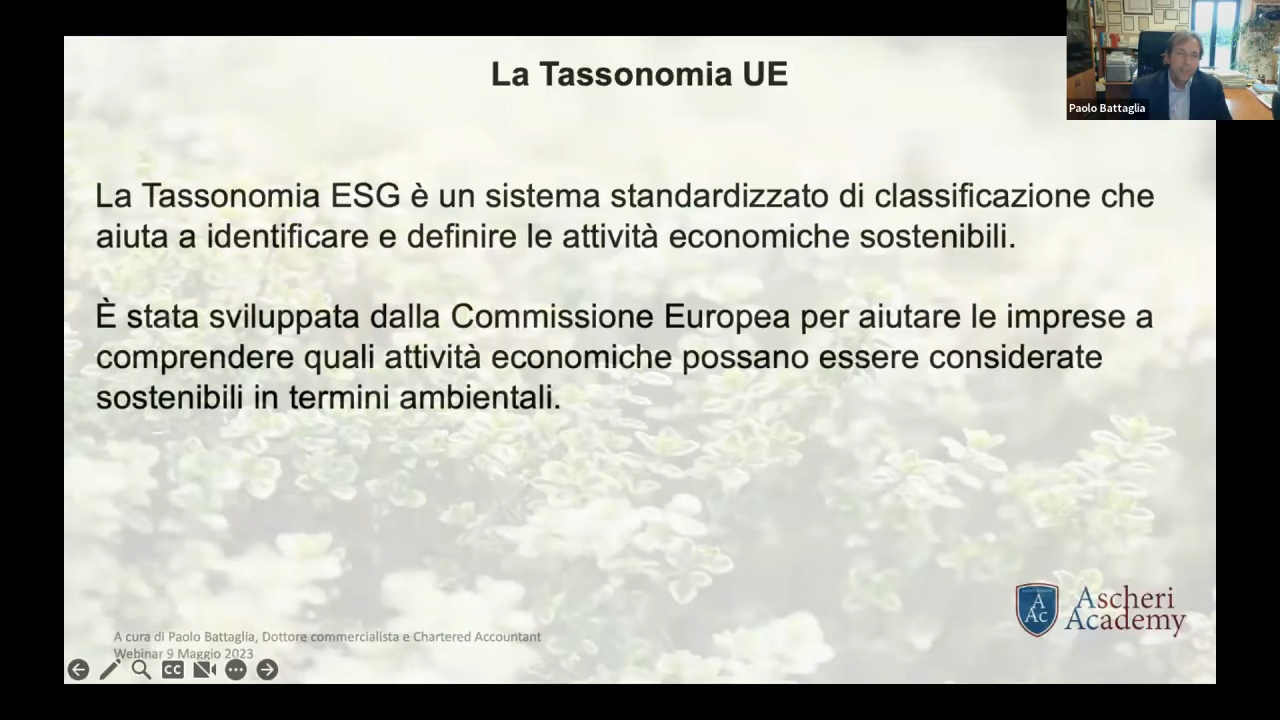 La Tassonomia UE
Paolo Battaglia
La Tassonomia ESG è un sistema standardizzato di classificazione che
aiuta a identificare e definire le attività economiche sostenibili.
È stata sviluppata dalla Commissione Europea per aiutare le imprese a
comprendere quali attività economiche possano essere considerate
sostenibili in termini ambientali.
A
Ac
Ascheri
Academy
A cura di Paolo Battaglia, Dottore commercialista e Chartered Accountant
Webinar 9 Maggio 2023
CC